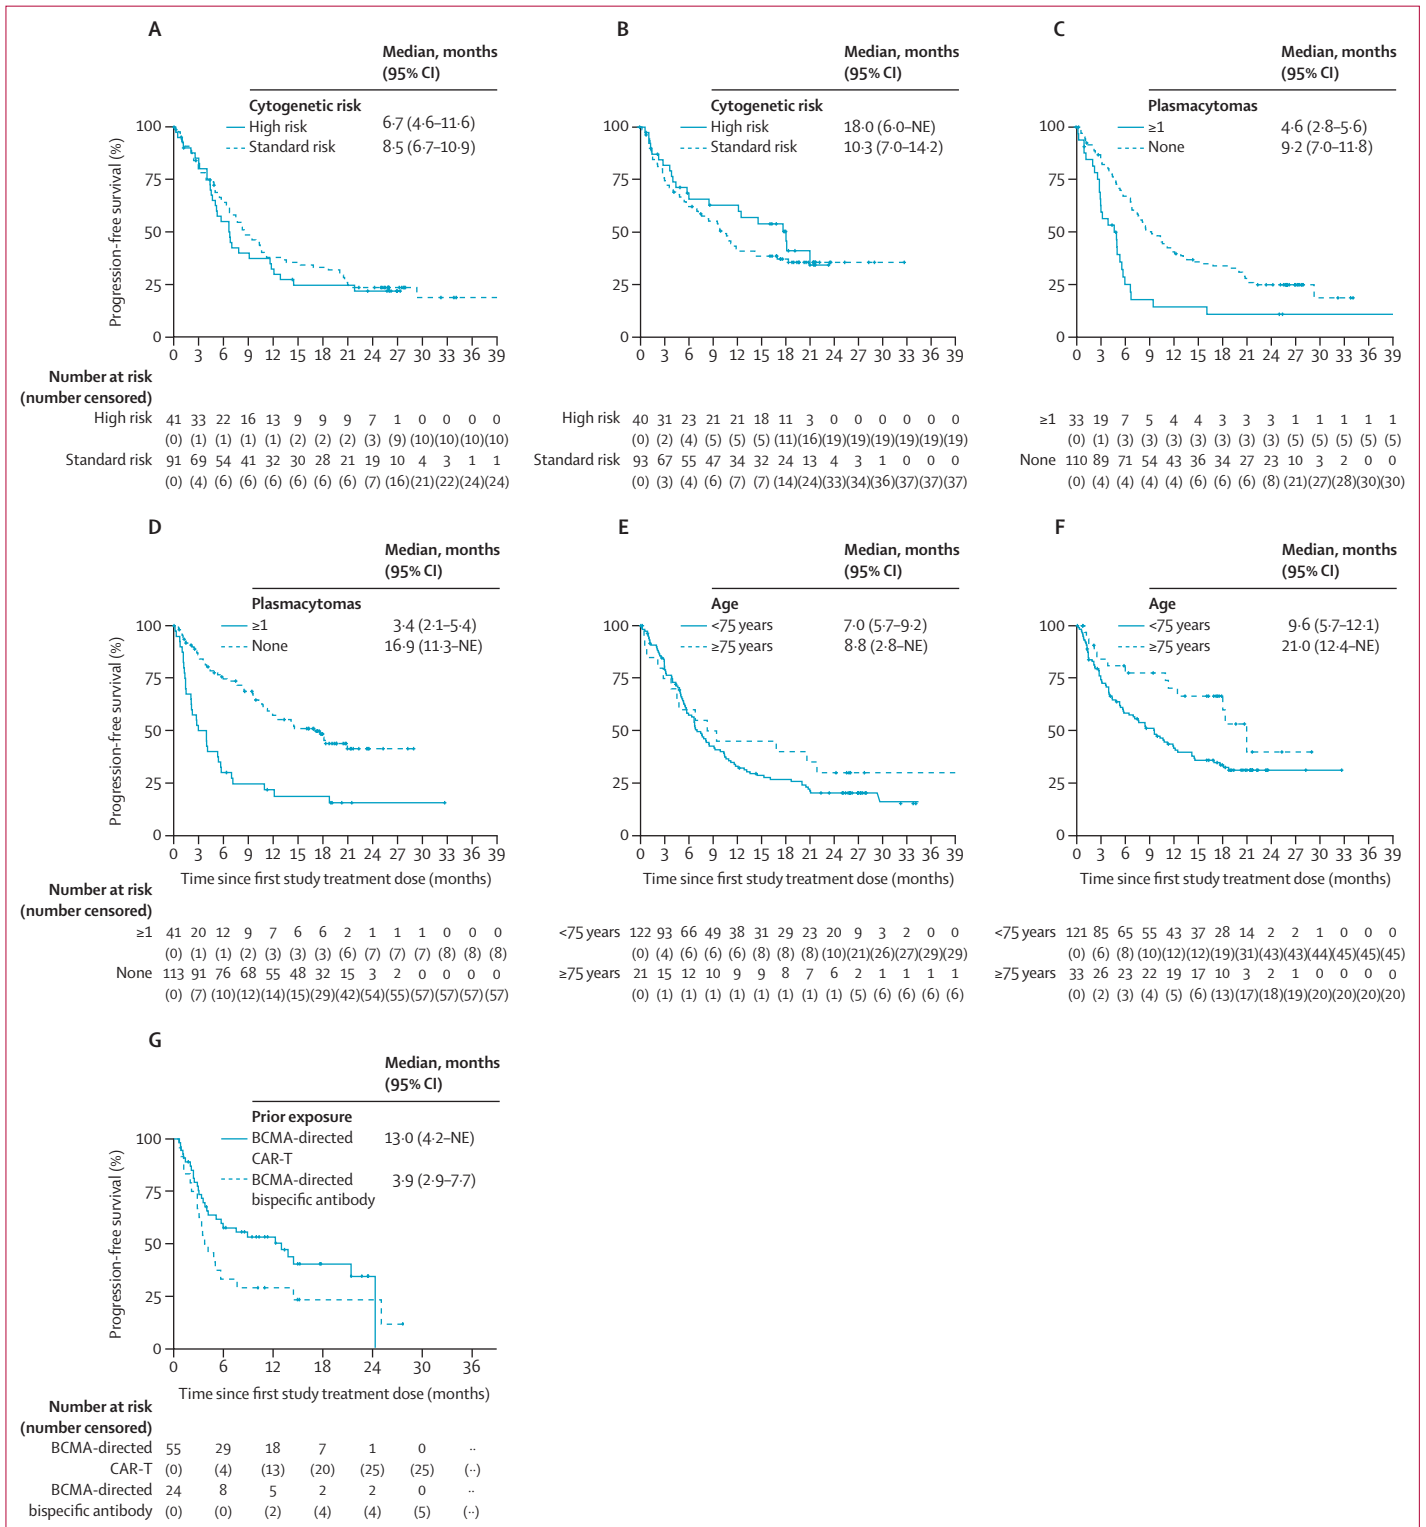 A
Median, months
(95% CI)
Cytogenetic risk
High risk 6·7 (4·6–11·6)
Standard risk 8·5 (6·7–10·9)
Progression-free survival (%)
100
75
50
25
0
0 3 6 9 12 15 18 21 24 27 30 33 36 39
Number at risk
(number censored)
High risk 41 33 22 16 13 9 9 9 7 1 0 0 0 0
(0) (1) (1) (1) (1) (2) (2) (2) (3) (9) (10) (10) (10) (10)
Standard risk 91 69 54 41 32 30 28 21 19 10 4 3 1 1
(0) (4) (6) (6) (6) (6) (6) (6) (7) (16) (21) (22) (24) (24)
B
Median, months
(95% CI)
Cytogenetic risk
High risk 18·0 (6·0–NE)
Standard risk 10·3 (7·0–14·2)
100
75
50
25
0
0 3 6 9 12 15 18 21 24 27 30 33 36 39
High risk 40 31 23 21 21 18 11 3 0 0 0 0 0 0
(0) (2) (4) (5) (5) (5) (11) (16) (19) (19) (19) (19) (19) (19)
Standard risk 93 67 55 47 34 32 24 13 4 3 1 0 0 0
(0) (3) (4) (6) (7) (7) (14) (24) (33) (34) (36) (37) (37) (37)
C
Median, months
(95% CI)
Plasmacytomas
≥1 4·6 (2·8–5·6)
None 9·2 (7·0–11·8)
100
75
50
25
0
0 3 6 9 12 15 18 21 24 27 30 33 36 39
≥1 33 19 7 5 4 4 3 3 3 1 1 1 1 1
(0) (1) (3) (3) (3) (3) (3) (3) (3) (5) (5) (5) (5) (5)
None 110 89 71 54 43 36 34 27 23 10 3 2 0 0
(0) (4) (4) (4) (4) (6) (6) (6) (8) (21) (27) (28) (30) (30)
D
Median, months
(95% CI)
Plasmacytomas
≥1 3·4 (2·1–5·4)
None 16·9 (11·3–NE)
Progression-free survival (%)
100
75
50
25
0
0 3 6 9 12 15 18 21 24 27 30 33 36 39
Time since first study treatment dose (months)
Number at risk
(number censored)
≥1 41 20 12 9 7 6 6 2 1 1 1 0 0 0
(0) (1) (1) (2) (3) (3) (3) (6) (7) (7) (7) (8) (8) (8)
None 113 91 76 68 55 48 32 15 3 2 0 0 0 0
(0) (7) (10) (12) (14) (15) (29) (42) (54) (55) (57) (57) (57) (57)
E
Median, months
(95% CI)
Age
<75 years 7·0 (5·7–9·2)
≥75 years 8·8 (2·8–NE)
100
75
50
25
0
0 3 6 9 12 15 18 21 24 27 30 33 36 39
Time since first study treatment dose (months)
<75 years 122 93 66 49 38 31 29 23 20 9 3 2 0 0
(0) (4) (6) (6) (6) (8) (8) (8) (10) (21) (26) (27) (29) (29)
≥75 years 21 15 12 10 9 9 8 7 6 2 1 1 1 1
(0) (1) (1) (1) (1) (1) (1) (1) (1) (5) (6) (6) (6) (6)
F
Median, months
(95% CI)
Age
<75 years 9·6 (5·7–12·1)
≥75 years 21·0 (12·4–NE)
100
75
50
25
0
0 3 6 9 12 15 18 21 24 27 30 33 36 39
Time since first study treatment dose (months)
<75 years 121 85 65 55 43 37 28 14 2 2 1 0 0 0
(0) (6) (8) (10) (12) (12) (19) (31) (43) (43) (44) (45) (45) (45)
≥75 years 33 26 23 22 19 17 10 3 2 1 0 0 0 0
(0) (2) (3) (4) (5) (6) (13) (17) (18) (19) (20) (20) (20) (20)
G
Median, months
(95% CI)
Prior exposure
BCMA-directed 13·0 (4·2–NE)
CAR-T
BCMA-directed 3·9 (2·9–7·7)
bispecific antibody
Progression-free survival (%)
100
75
50
25
0
0 6 12 18 24 30 36
Time since first study treatment dose (months)
Number at risk
(number censored)
BCMA-directed 55 29 18 7 1 0 ··
CAR-T (0) (4) (13) (20) (25) (25) (··)
BCMA-directed 24 8 5 2 2 0 ··
bispecific antibody (0) (0) (2) (4) (4) (5) (··)